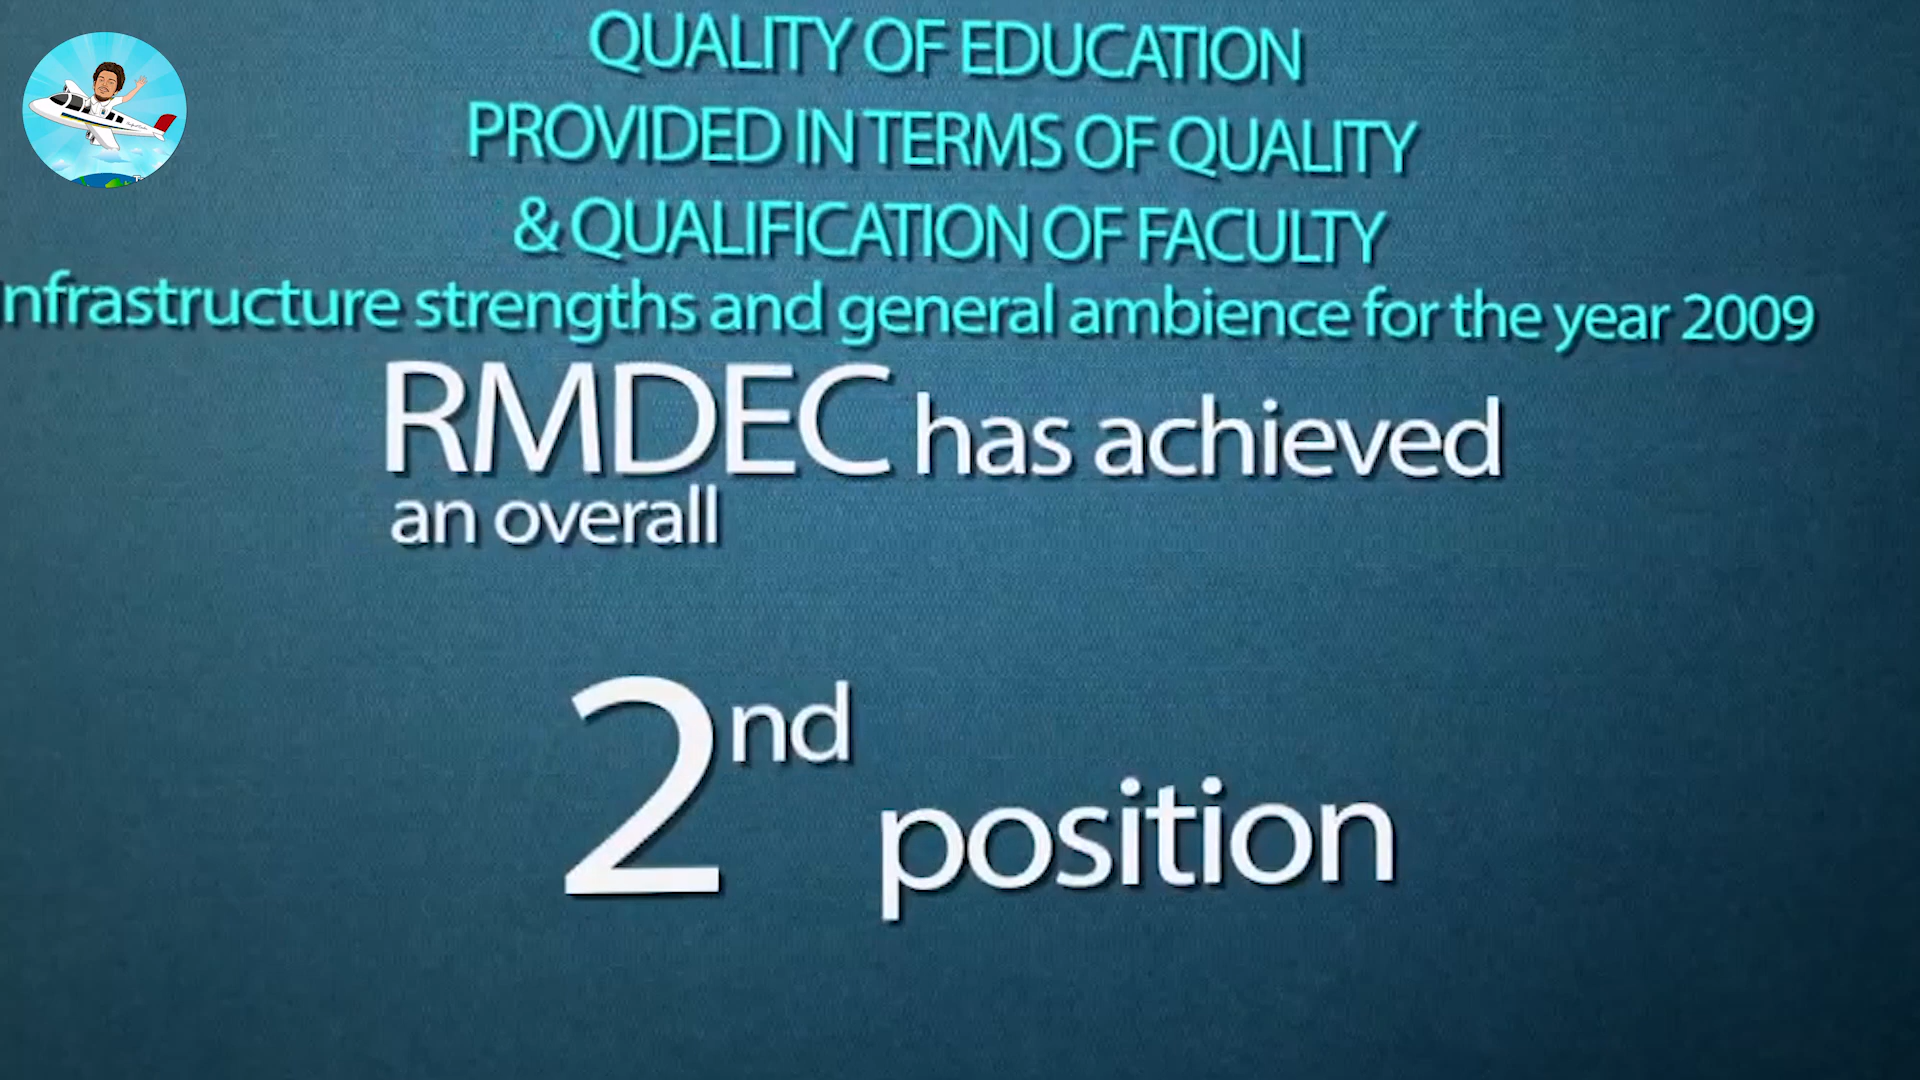 QUALITY OF EDUCATION
PROVIDED IN TERMS OF QUALITY
& QUALIFICATION OF FACULTY
nfrastructure strengths and general ambience for the year 2009
RMDEC has achieved
an overall
2nd position